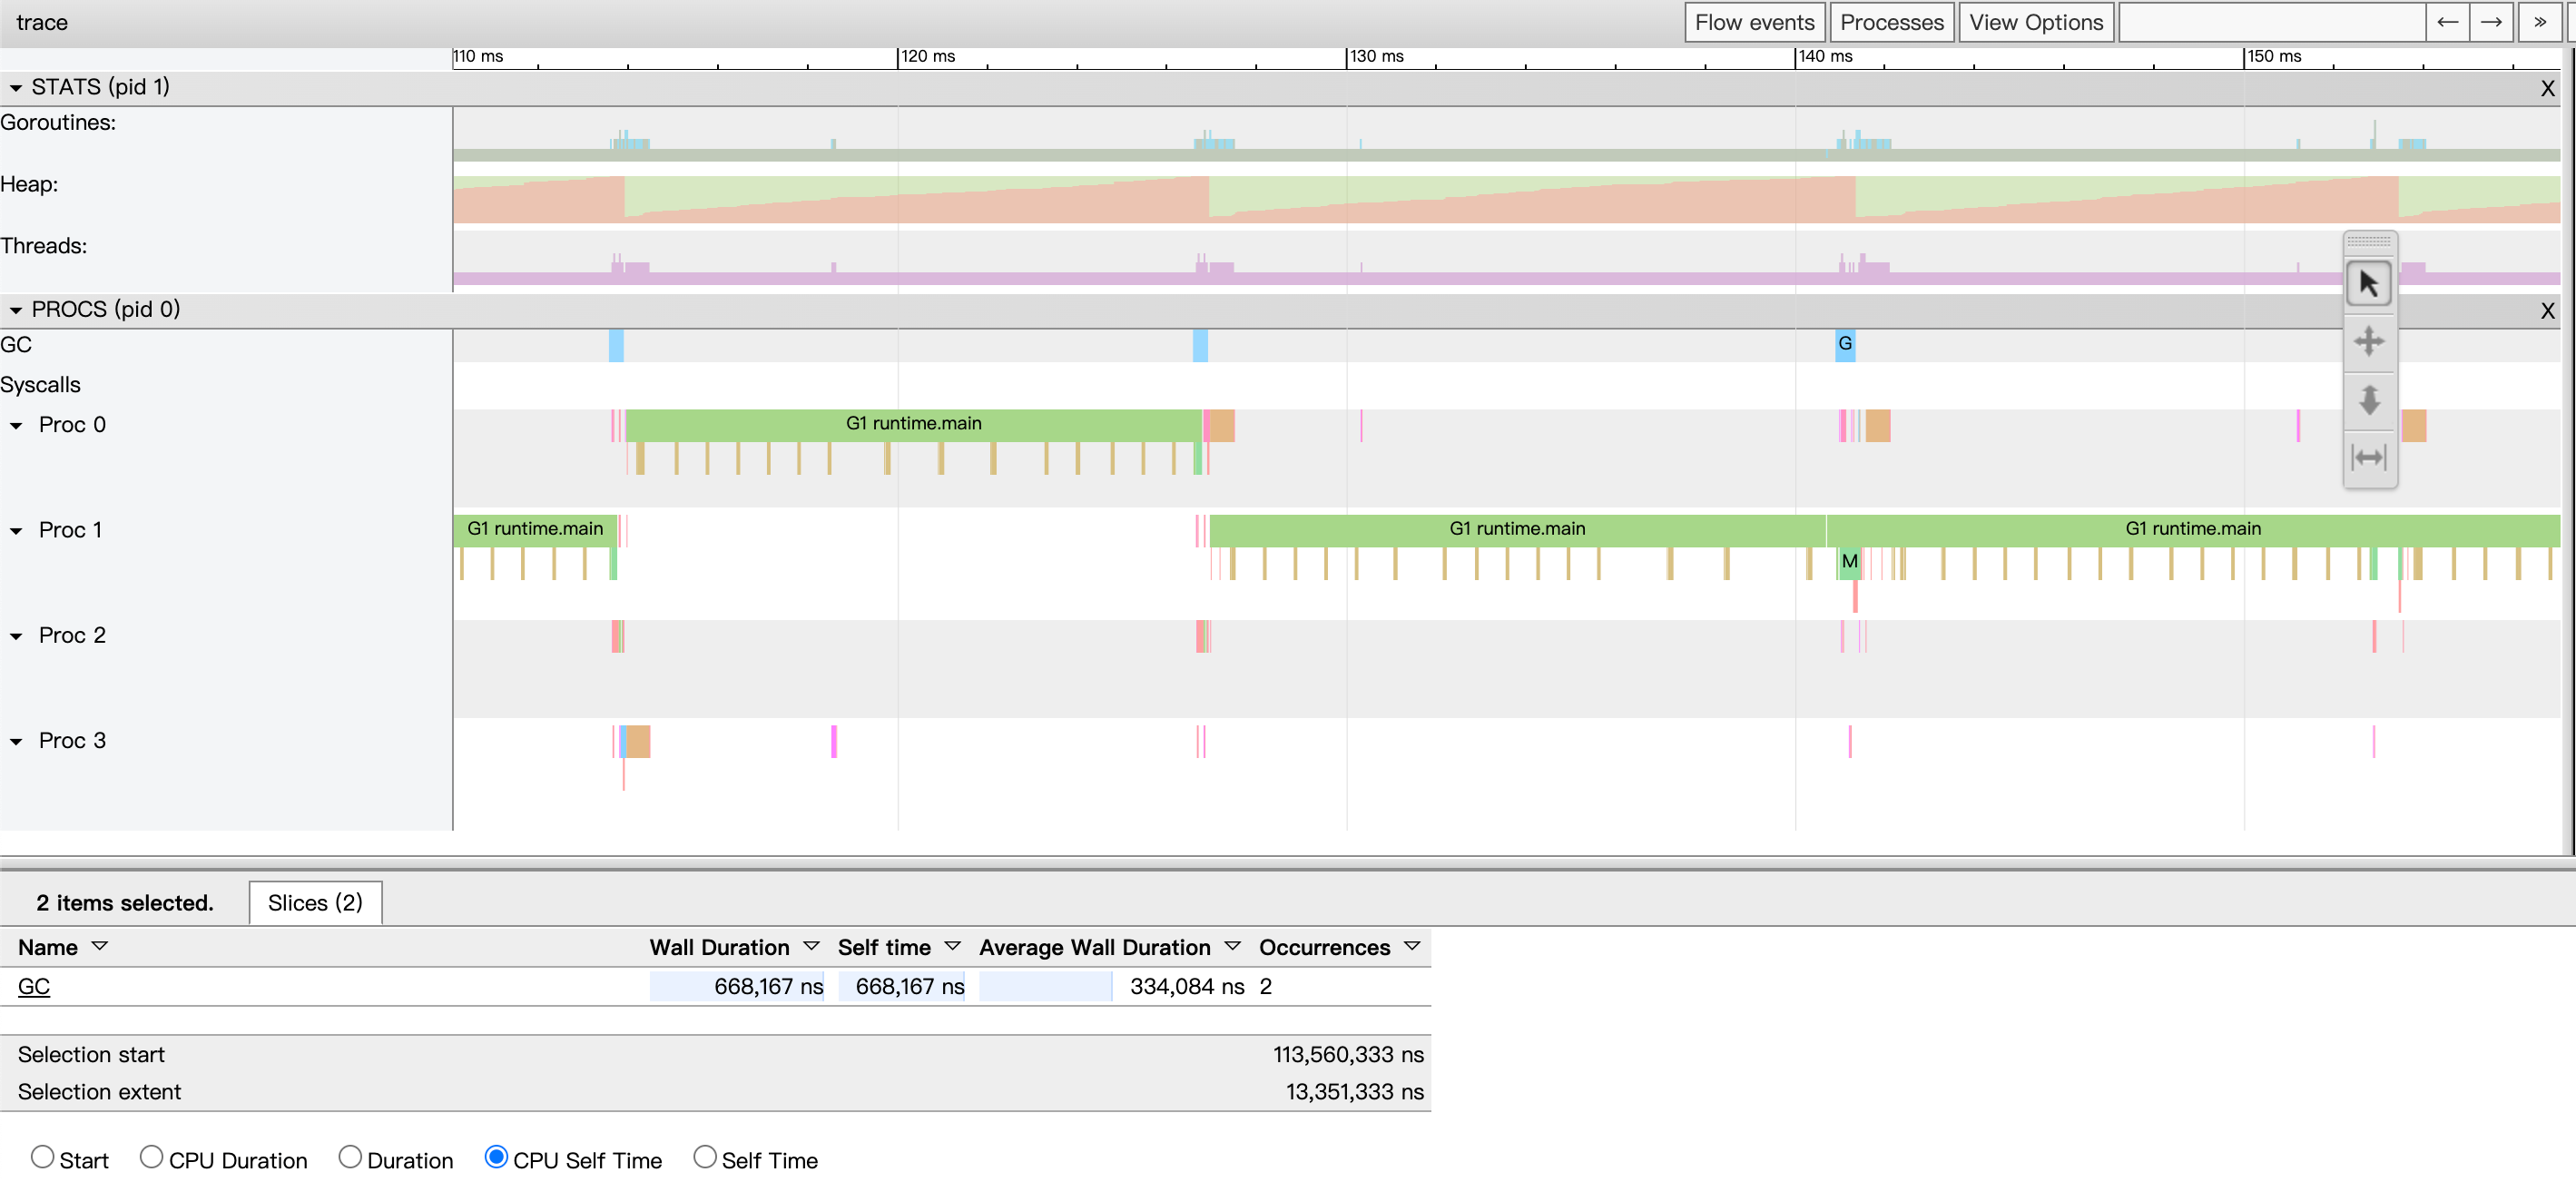 trace Flow events Processes View Options ← → »
110 ms 120 ms 130 ms 140 ms 150 ms
STATS (pid 1) X
Goroutines:
Heap:
Threads:
PROCS (pid 0) X
GC G
Syscalls
Proc 0 G1 runtime.main
Proc 1 G1 runtime.main G1 runtime.main G1 runtime.main
M
Proc 2
Proc 3
2 items selected. Slices (2)
Name Wall Duration Self time Average Wall Duration Occurrences
GC 668,167 ns 668,167 ns 334,084 ns 2
Selection start 113,560,333 ns
Selection extent 13,351,333 ns
Start CPU Duration Duration CPU Self Time Self Time